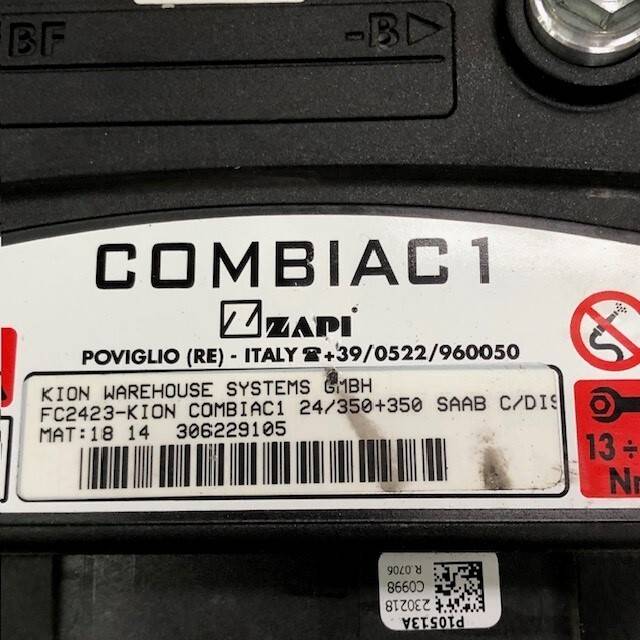 BF
-B
COMBIAC1
ZAPI®
POVIGLIO (RE) - ITALY ☎+39/0522/960050
KION WAREHOUSE SYSTEMS GMBH
FC2423-KION COMBIAC1 24/350+350 SAAB C/DIS
MAT:18 14 306229105
13 ÷
Nm
P10513A
230218
C0998
R.0706